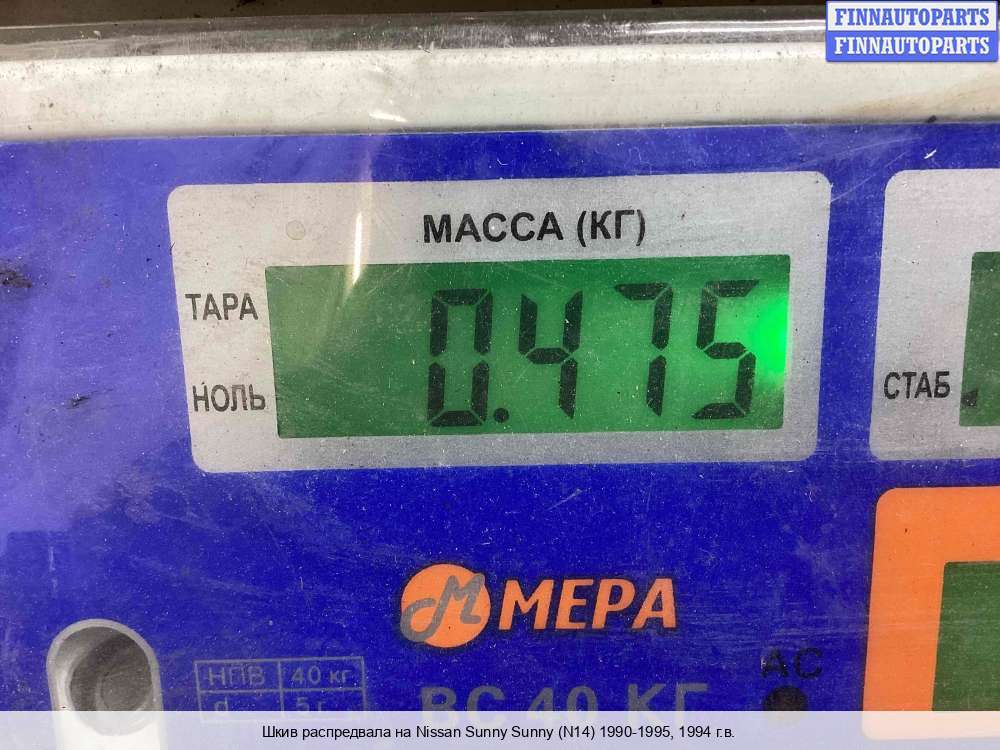 FINNAUTOPARTS
FINNAUTOPARTS
МАССА (КГ)
ТАРА
0.475
НОЛЬ
СТАБ
МЕРА
АС
НПВ 40 кг
d 5 г
ВС 40 КГ
Шкив распредвала на Nissan Sunny Sunny (N14) 1990-1995, 1994 г.в.